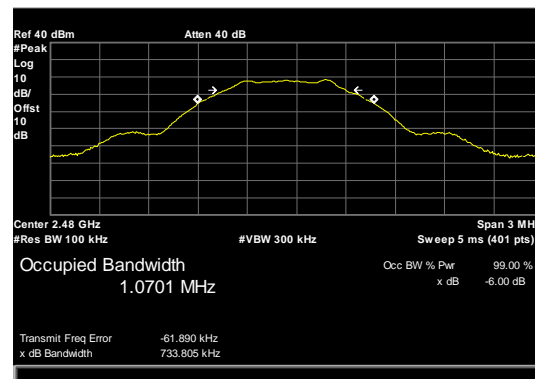 Ref 40 dBm Atten 40 dB
#Peak
Log
10
dB/
Offst
10
dB
Center 2.48 GHz Span 3 MH
#Res BW 100 kHz #VBW 300 kHz Sweep 5 ms (401 pts)
Occupied Bandwidth Occ BW % Pwr 99.00 %
1.0701 MHz x dB -6.00 dB
Transmit Freq Error -61.890 kHz
x dB Bandwidth 733.805 kHz